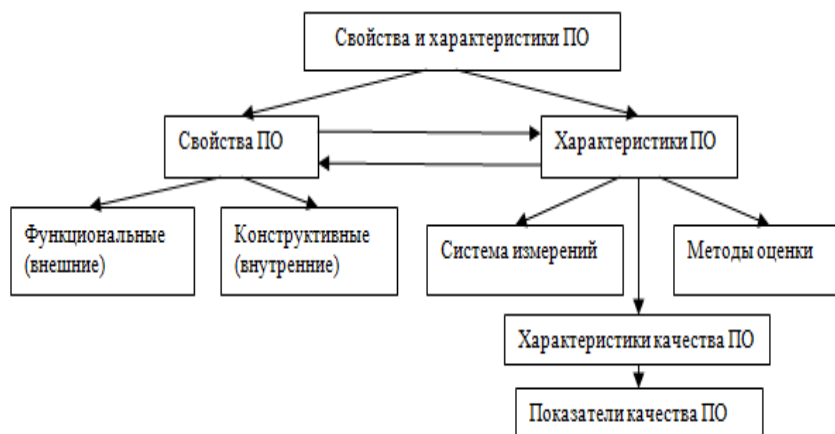 Свойства и характеристики ПО
Свойства ПО
Характеристики ПО
Функциональные
(внешние)
Конструктивные
(внутренние)
Система измерений
Методы оценки
Характеристики качества ПО
Показатели качества ПО